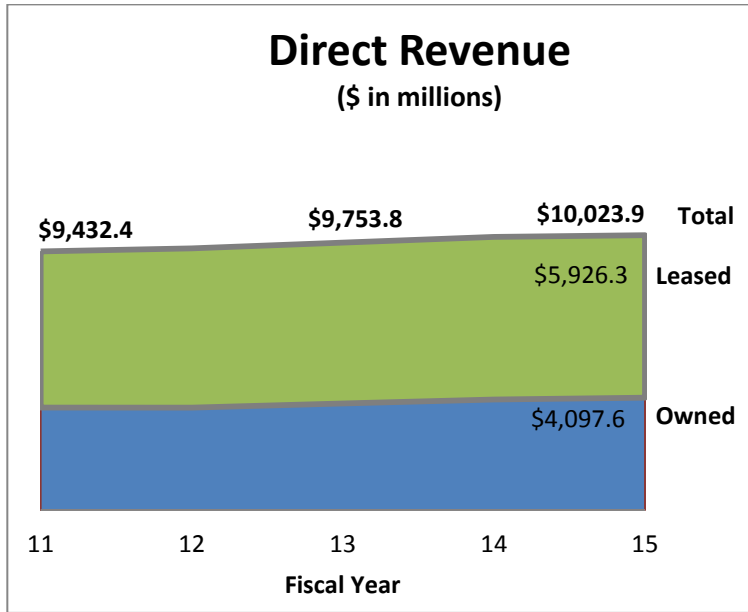 Direct Revenue
($ in millions)
$9,432.4 $9,753.8 $10,023.9 Total
$5,926.3 Leased
$4,097.6 Owned
11 12 13 14 15
Fiscal Year